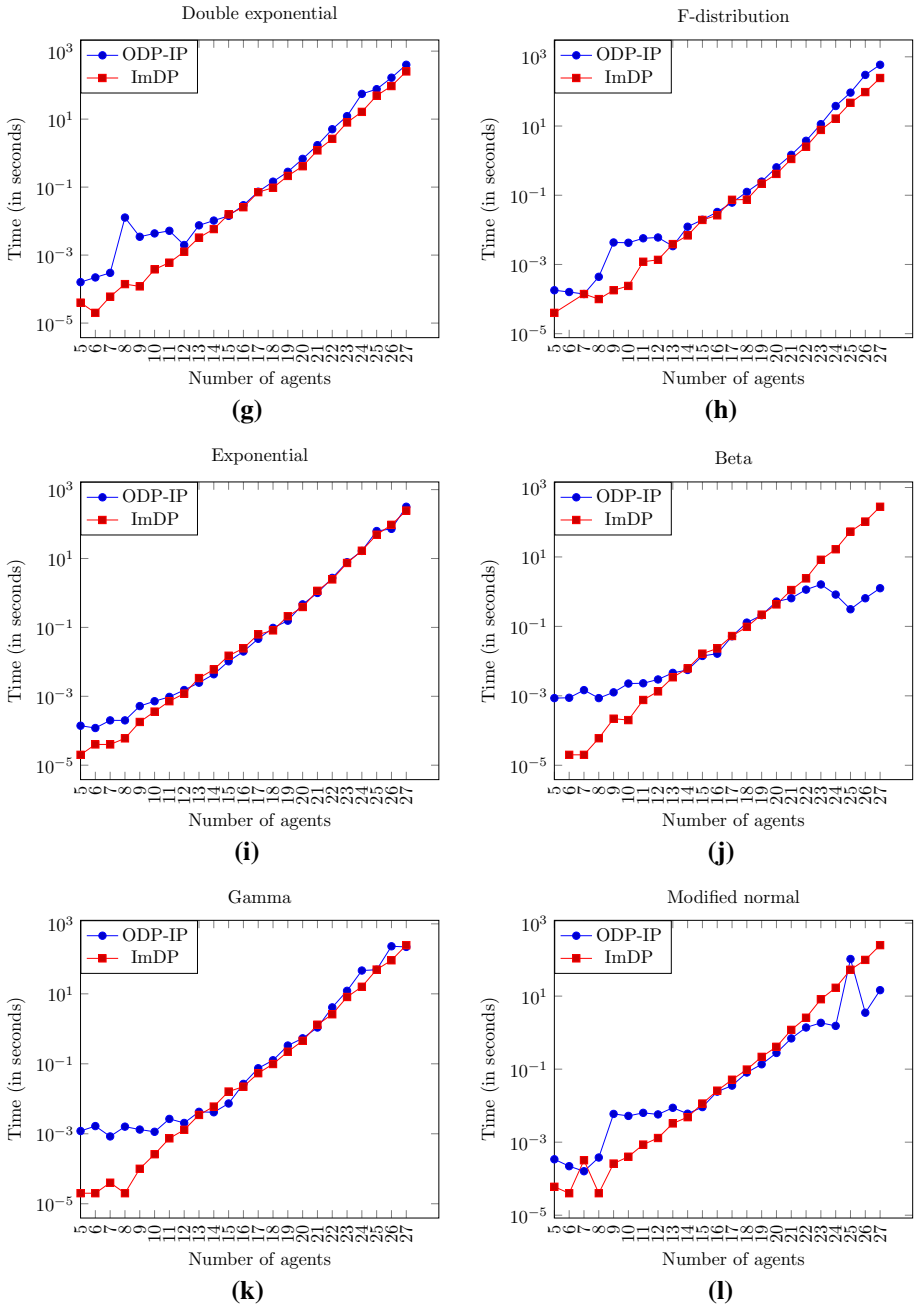 Double exponential
ODP-IP
ImDP
10^3
10^1
10^−1
10^−3
10^−5
Time (in seconds)
5 6 7 8 9 10 11 12 13 14 15 16 17 18 19 20 21 22 23 24 25 26 27
Number of agents
(g)
F-distribution
ODP-IP
ImDP
10^3
10^1
10^−1
10^−3
10^−5
Time (in seconds)
5 6 7 8 9 10 11 12 13 14 15 16 17 18 19 20 21 22 23 24 25 26 27
Number of agents
(h)
Exponential
ODP-IP
ImDP
10^3
10^1
10^−1
10^−3
10^−5
Time (in seconds)
5 6 7 8 9 10 11 12 13 14 15 16 17 18 19 20 21 22 23 24 25 26 27
Number of agents
(i)
Beta
ODP-IP
ImDP
10^3
10^1
10^−1
10^−3
10^−5
Time (in seconds)
5 6 7 8 9 10 11 12 13 14 15 16 17 18 19 20 21 22 23 24 25 26 27
Number of agents
(j)
Gamma
ODP-IP
ImDP
10^3
10^1
10^−1
10^−3
10^−5
Time (in seconds)
5 6 7 8 9 10 11 12 13 14 15 16 17 18 19 20 21 22 23 24 25 26 27
Number of agents
(k)
Modified normal
ODP-IP
ImDP
10^3
10^1
10^−1
10^−3
10^−5
Time (in seconds)
5 6 7 8 9 10 11 12 13 14 15 16 17 18 19 20 21 22 23 24 25 26 27
Number of agents
(l)